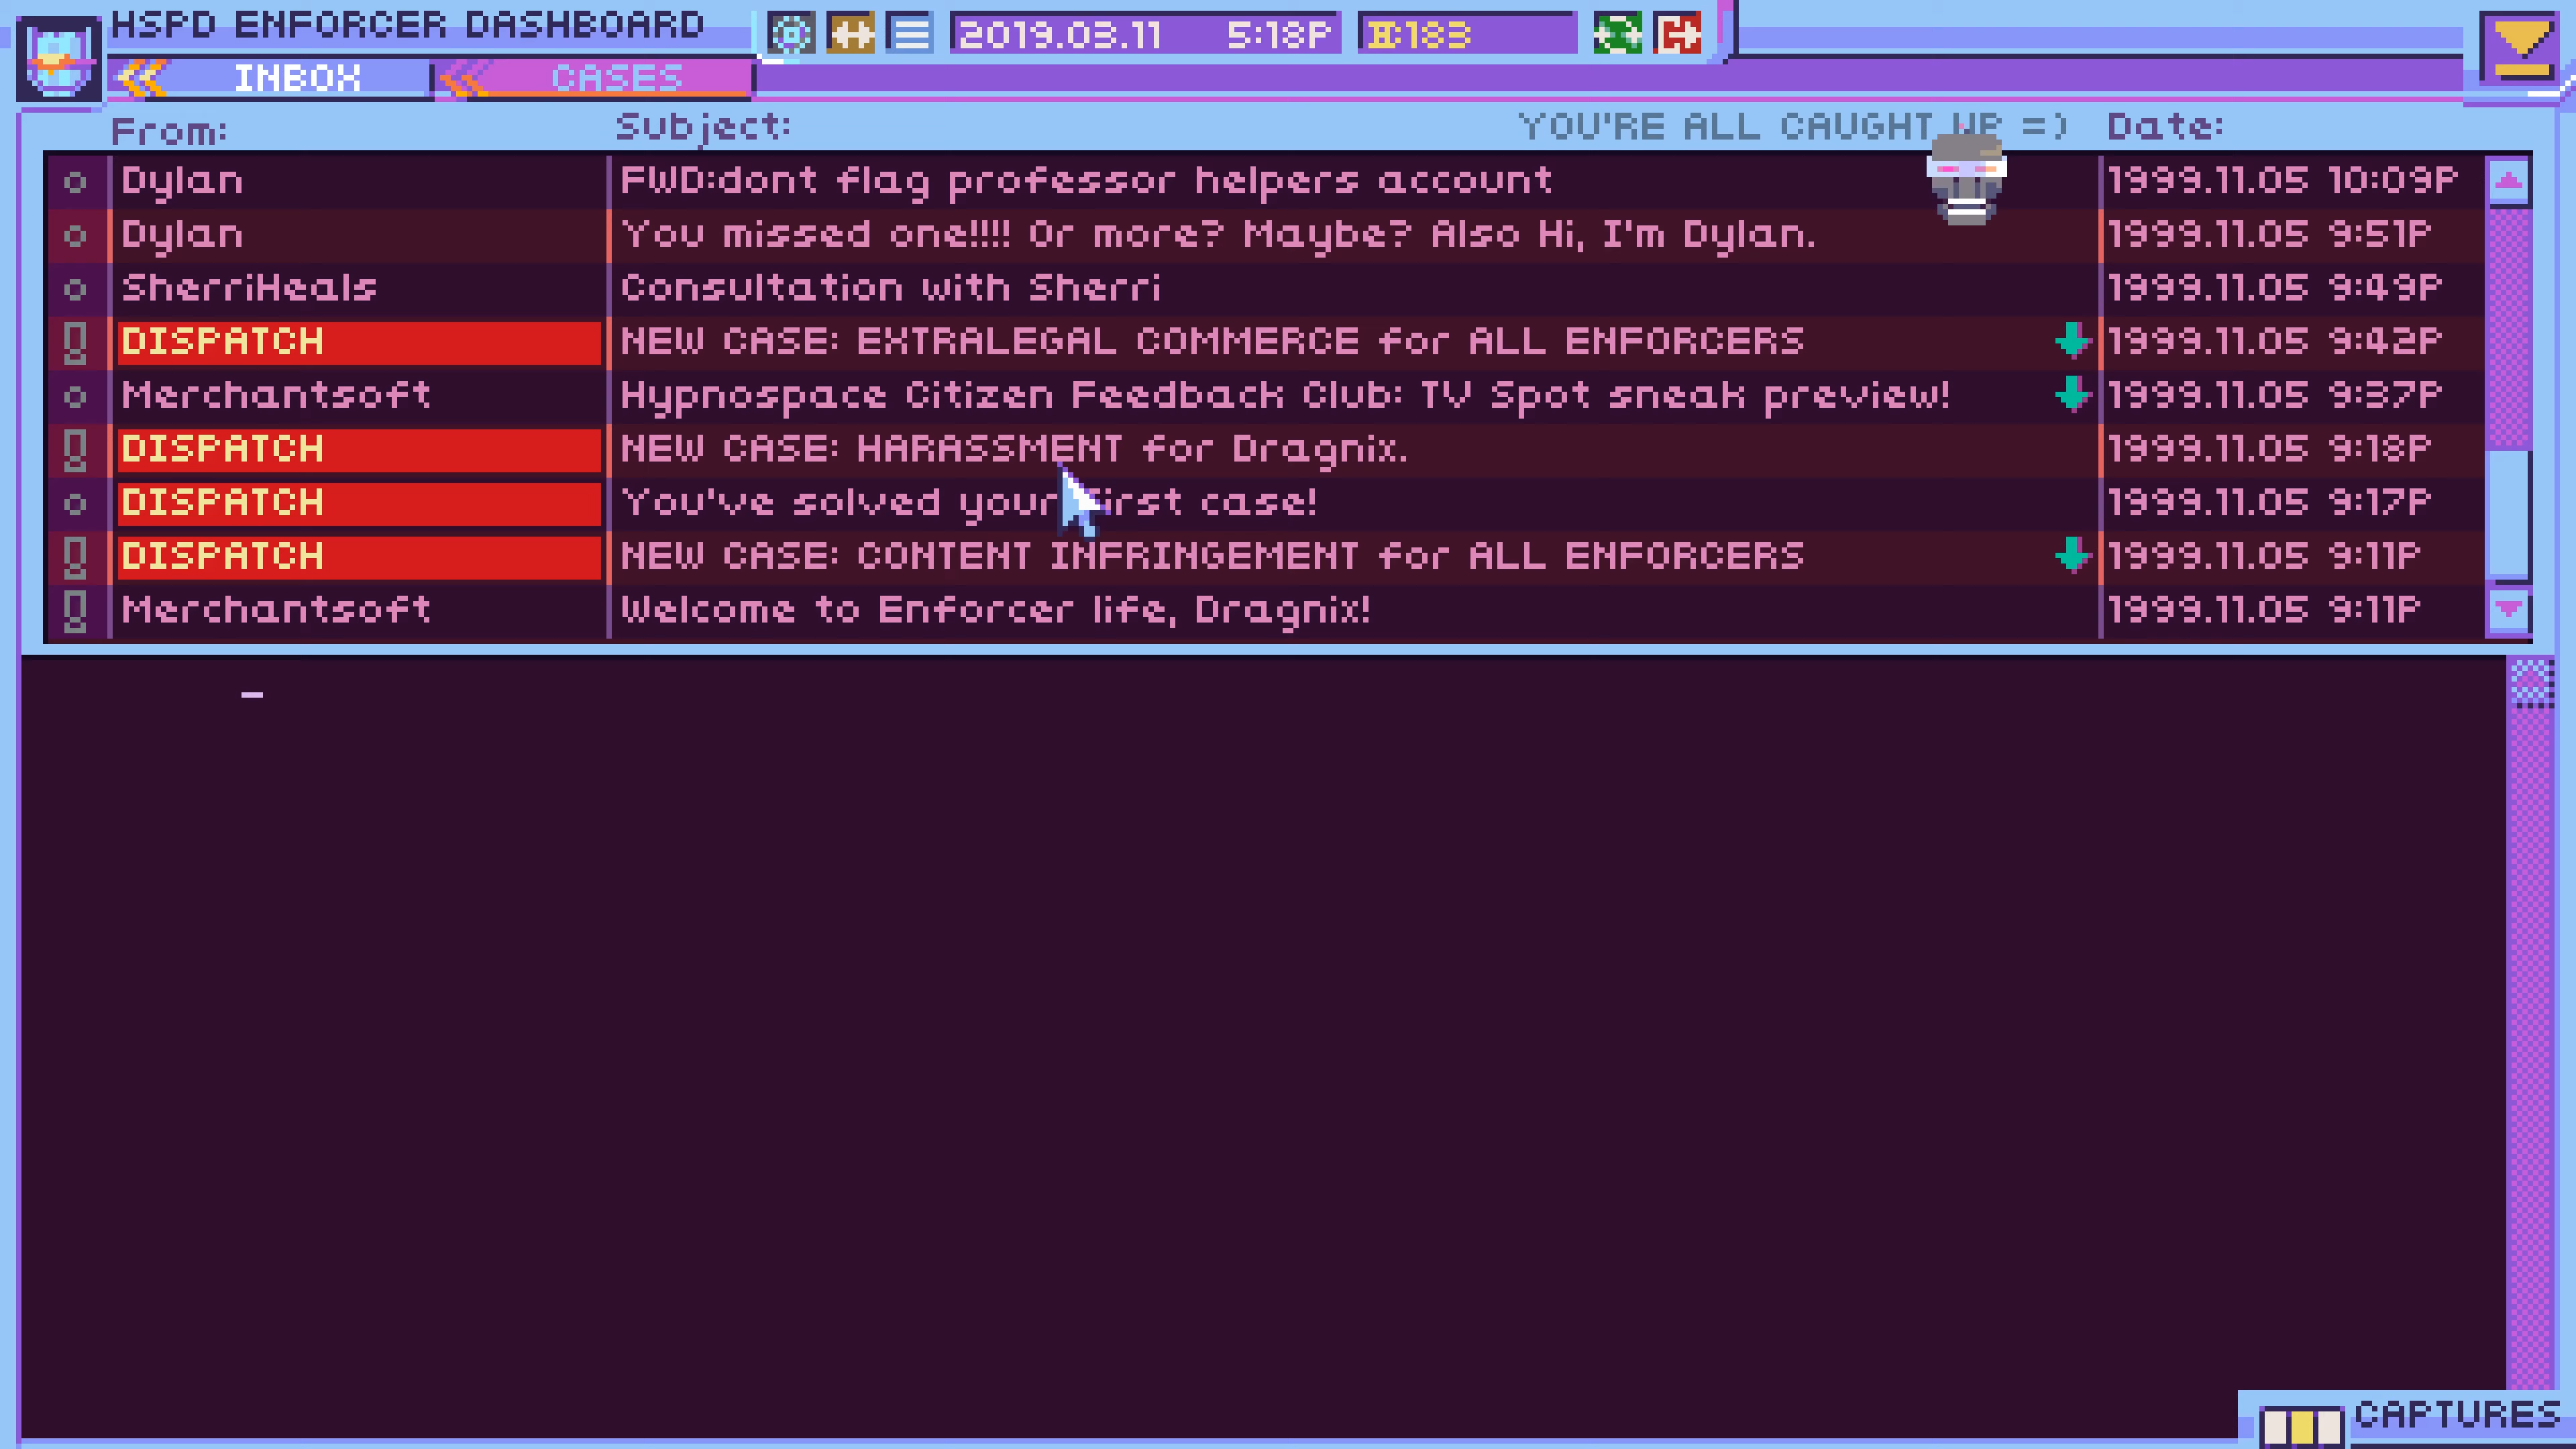 HSPD ENFORCER DASHBOARD
2019.03.11 5:18P
:183
INBOX
CASES
From: Subject: YOU'RE ALL CAUGHT UP =) Date:
Dylan FWD:dont flag professor helpers account 1999.11.05 10:09P
Dylan You missed one!!!! Or more? Maybe? Also Hi, I'm Dylan. 1999.11.05 9:51P
SherriHeals Consultation with Sherri 1999.11.05 9:49P
DISPATCH NEW CASE: EXTRALEGAL COMMERCE for ALL ENFORCERS 1999.11.05 9:42P
Merchantsoft Hypnospace Citizen Feedback Club: TV Spot sneak preview! 1999.11.05 9:37P
DISPATCH NEW CASE: HARASSMENT for Dragnix. 1999.11.05 9:18P
DISPATCH You've solved your first case! 1999.11.05 9:17P
DISPATCH NEW CASE: CONTENT INFRINGEMENT for ALL ENFORCERS 1999.11.05 9:11P
Merchantsoft Welcome to Enforcer life, Dragnix! 1999.11.05 9:11P
CAPTURES